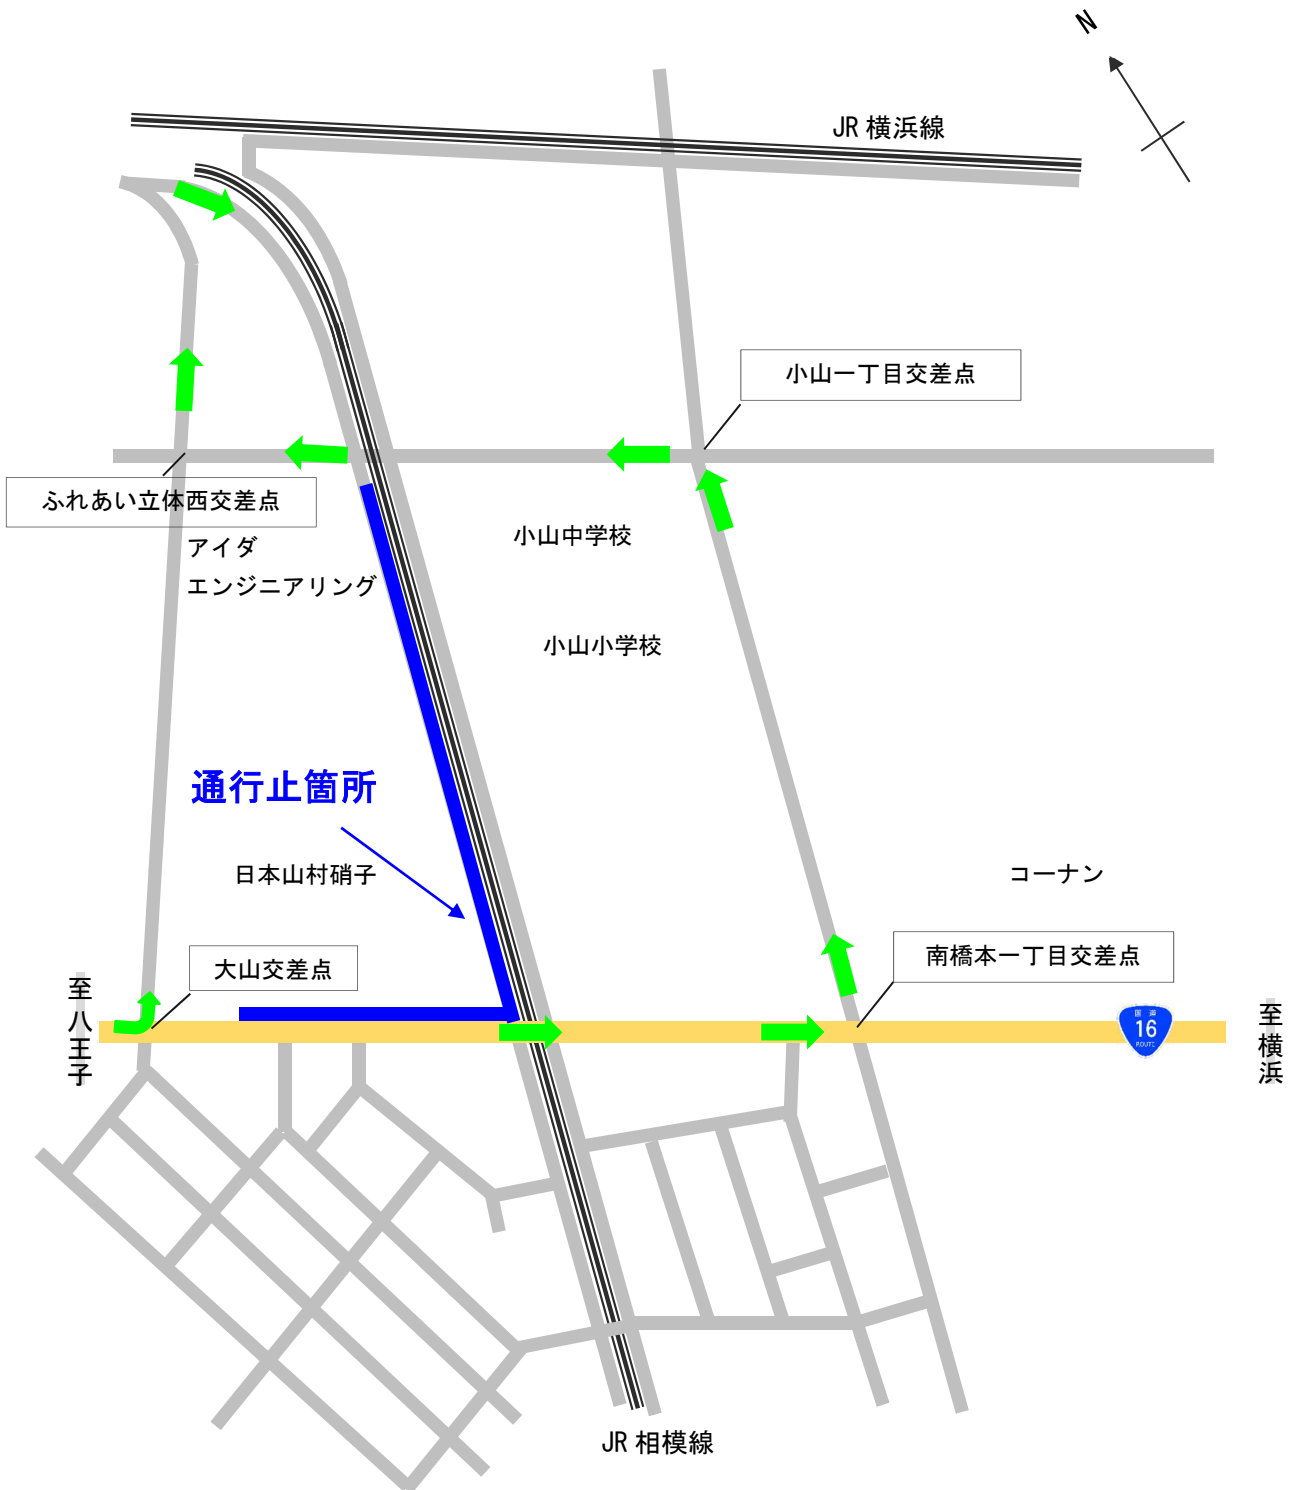 N
JR 横浜線
小山一丁目交差点
ふれあい立体西交差点
アイダ
エンジニアリング
小山中学校
小山小学校
通行止箇所
日本山村硝子
コーナン
大山交差点
南橋本一丁目交差点
至八王子
国道
16
ROUTE
至横浜
JR 相模線